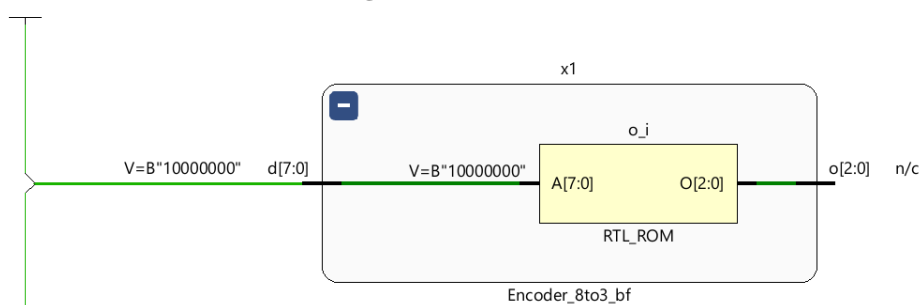 x1
o_i
V=B"10000000" d[7:0] V=B"10000000" A[7:0] O[2:0] o[2:0] n/c
RTL_ROM
Encoder_8to3_bf